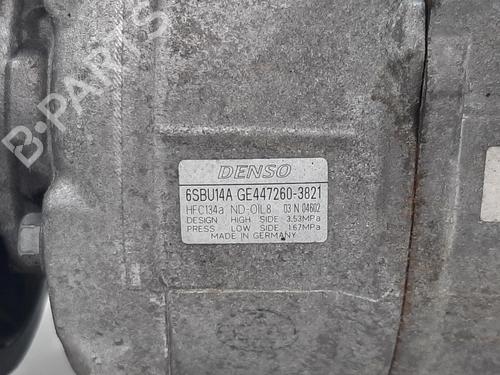 B-PARTS
DENSO
6SBU14A GE447260-3821
HFC134a ND-OIL8 03 N 04602
DESIGN HIGH SIDE 3.53MPa
PRESS LOW SIDE 1.67MPa
MADE IN GERMANY